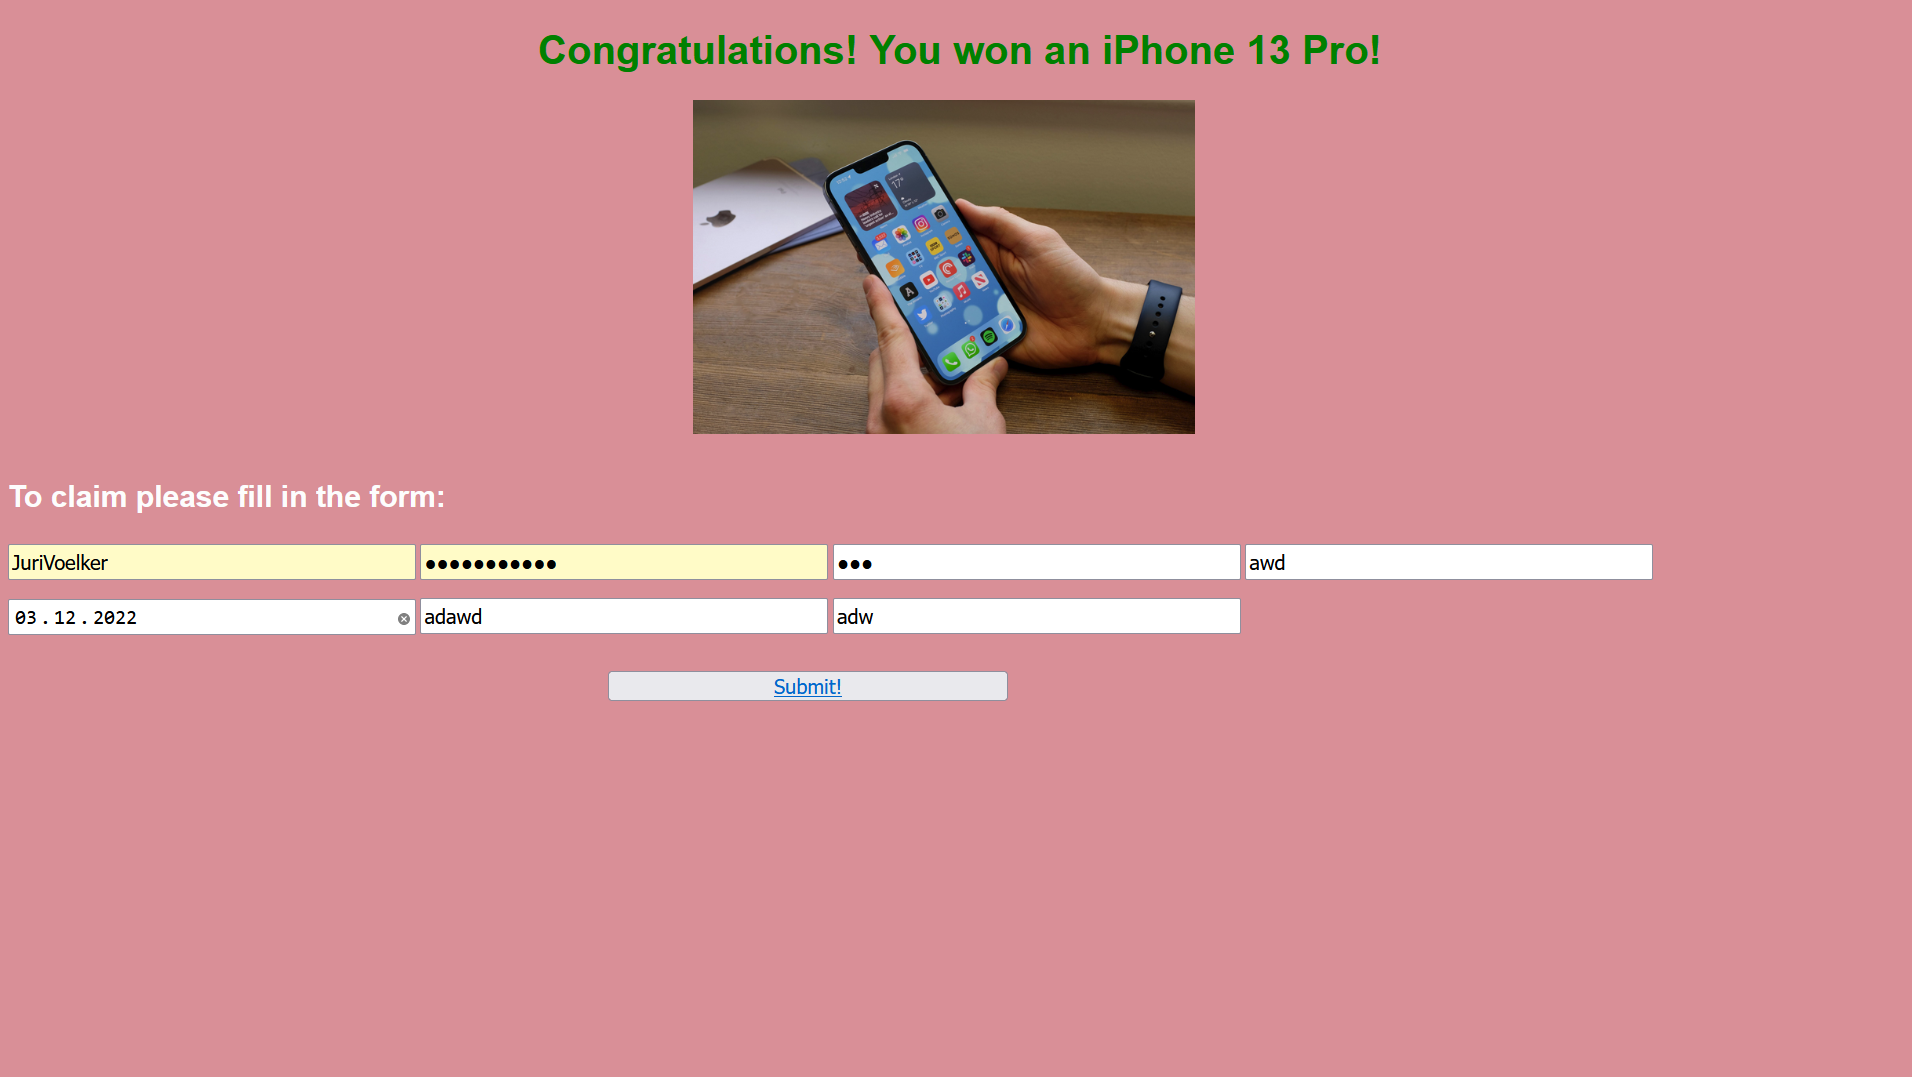 Congratulations! You won an iPhone 13 Pro!
17°
To claim please fill in the form:
JuriVoelker ●●●●●●●●●●● ●●● awd
03.12.2022 adawd adw
Submit!